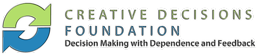 CREATIVE DECISIONS
FOUNDATION
Decision Making with Dependence and Feedback